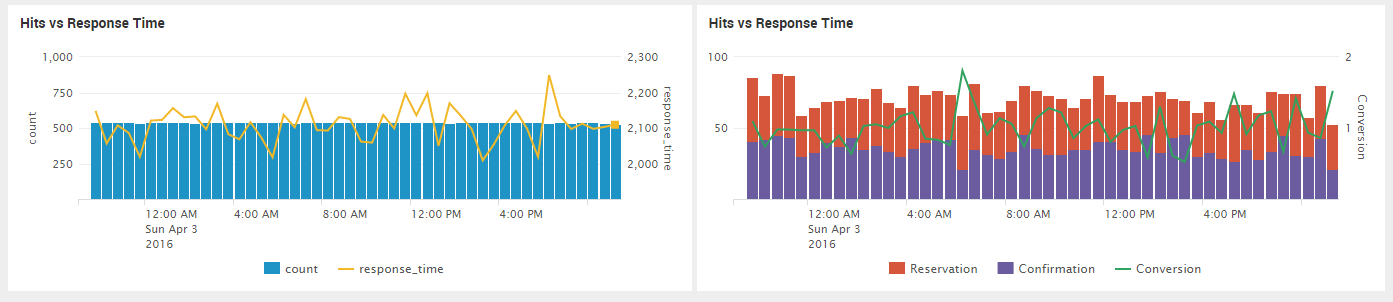 Hits vs Response Time
1,000
750
500
250
count
2,300
2,200
2,100
2,000
response_time
12:00 AM
Sun Apr 3
2016
4:00 AM
8:00 AM
12:00 PM
4:00 PM
count
response_time
Hits vs Response Time
100
50
2
1
Conversion
12:00 AM
Sun Apr 3
2016
4:00 AM
8:00 AM
12:00 PM
4:00 PM
Reservation
Confirmation
Conversion